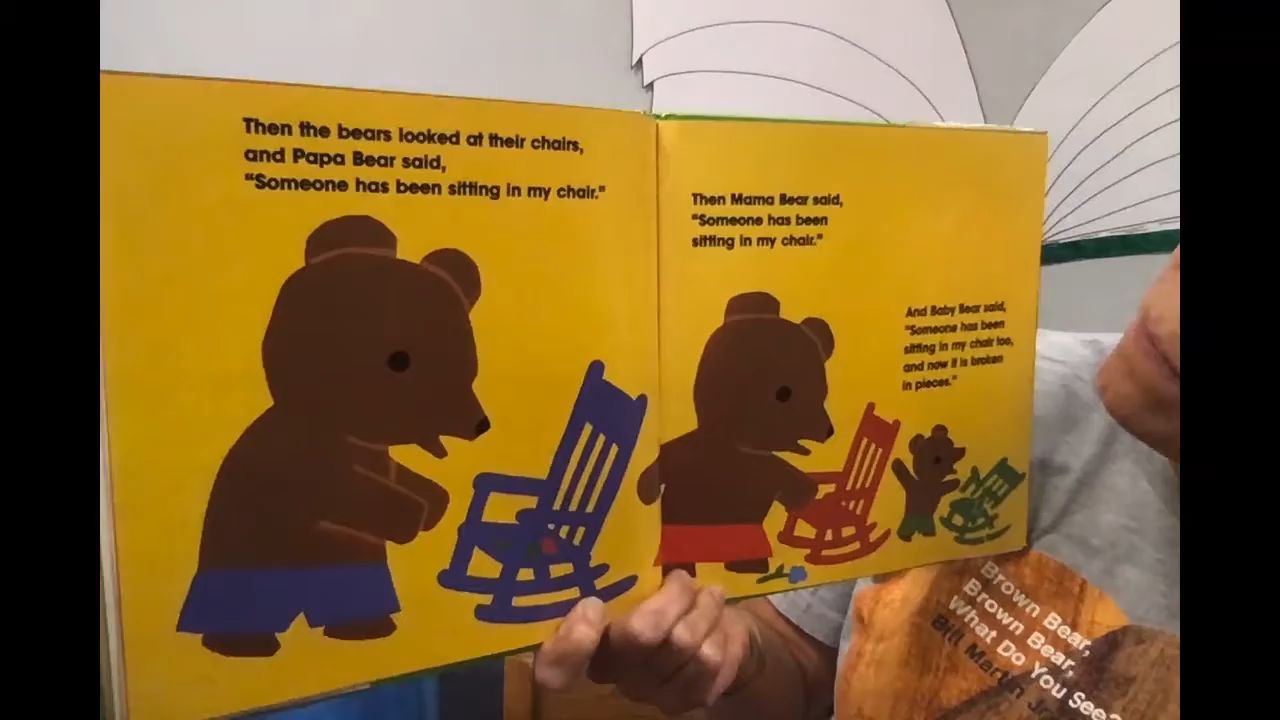 Then the bears looked at their chairs,
and Papa Bear said,
"Someone has been sitting in my chair."
Then Mama Bear said,
"Someone has been
sitting in my chair."
And Baby Bear said,
"Someone has been
sitting in my chair too,
and now it is broken
in pieces."
Brown Bear,
Brown Bear,
What Do You See?
Bill Martin Jr.